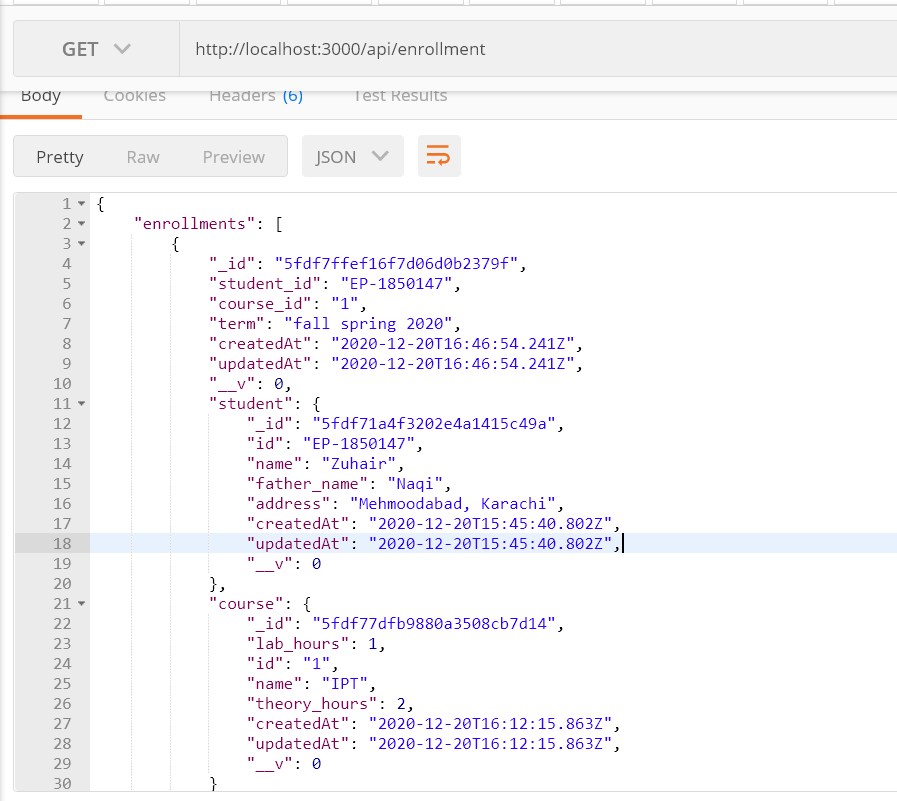 GET http://localhost:3000/api/enrollment
Body Cookies Headers (6) Test Results
Pretty Raw Preview JSON
1 {
2 "enrollments": [
3 {
4 "_id": "5fdf7ffef16f7d06d0b2379f",
5 "student_id": "EP-1850147",
6 "course_id": "1",
7 "term": "fall spring 2020",
8 "createdAt": "2020-12-20T16:46:54.241Z",
9 "updatedAt": "2020-12-20T16:46:54.241Z",
10 "__v": 0,
11 "student": {
12 "_id": "5fdf71a4f3202e4a1415c49a",
13 "id": "EP-1850147",
14 "name": "Zuhair",
15 "father_name": "Naqi",
16 "address": "Mehmoodabad, Karachi",
17 "createdAt": "2020-12-20T15:45:40.802Z",
18 "updatedAt": "2020-12-20T15:45:40.802Z",
19 "__v": 0
20 },
21 "course": {
22 "_id": "5fdf77dfb9880a3508cb7d14",
23 "lab_hours": 1,
24 "id": "1",
25 "name": "IPT",
26 "theory_hours": 2,
27 "createdAt": "2020-12-20T16:12:15.863Z",
28 "updatedAt": "2020-12-20T16:12:15.863Z",
29 "__v": 0
30 }